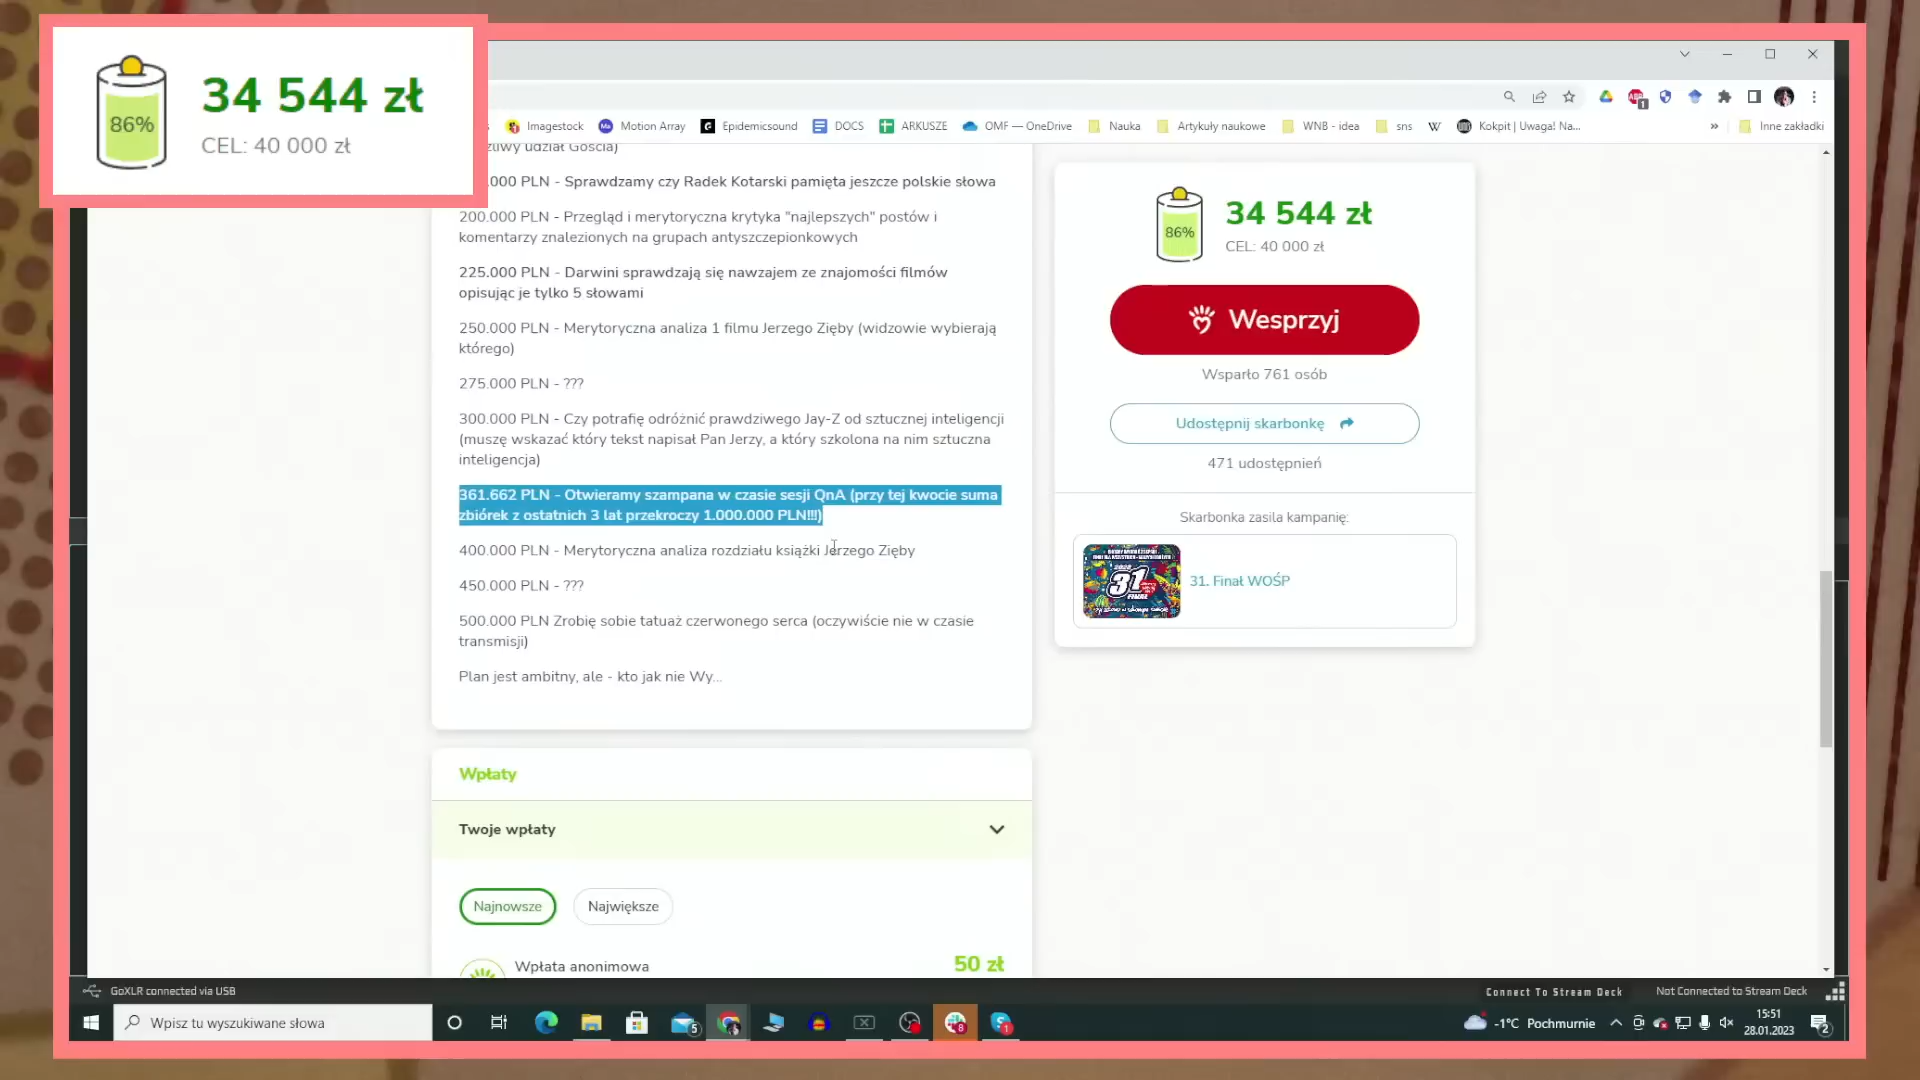 86%
34 544 zł
CEL: 40 000 zł
Imagestock
Motion Array
Epidemicsound
DOCS
ARKUSZE
OMF — OneDrive
Nauka
Artykuły naukowe
WNB - idea
sns
Kokpit | Uwaga! Na...
»
Inne zakładki
udział Gościa)
000 PLN - Sprawdzamy czy Radek Kotarski pamięta jeszcze polskie słowa
200.000 PLN - Przegląd i merytoryczna krytyka "najlepszych" postów i
komentarzy znalezionych na grupach antyszczepionkowych
225.000 PLN - Darwini sprawdzają się nawzajem ze znajomości filmów
opisując je tylko 5 słowami
250.000 PLN - Merytoryczna analiza 1 filmu Jerzego Zięby (widzowie wybierają
którego)
275.000 PLN - ???
300.000 PLN - Czy potrafię odróżnić prawdziwego Jay-Z od sztucznej inteligencji
(muszę wskazać który tekst napisał Pan Jerzy, a który szkolona na nim sztuczna
inteligencja)
361.662 PLN - Otwieramy szampana w czasie sesji QnA (przy tej kwocie suma
zbiórek z ostatnich 3 lat przekroczy 1.000.000 PLN!!!)
400.000 PLN - Merytoryczna analiza rozdziału książki Jerzego Zięby
450.000 PLN - ???
500.000 PLN Zrobię sobie tatuaż czerwonego serca (oczywiście nie w czasie
transmisji)
Plan jest ambitny, ale - kto jak nie Wy...
86%
34 544 zł
CEL: 40 000 zł
Wesprzyj
Wsparło 761 osób
Udostępnij skarbonkę
471 udostępnień
Skarbonka zasila kampanię:
31
31. Finał WOŚP
Wpłaty
Twoje wpłaty
Najnowsze
Największe
Wpłata anonimowa
50 zł
GoXLR connected via USB
Connect To Stream Deck
Not Connected to Stream Deck
Wpisz tu wyszukiwane słowa
-1°C Pochmurnie
15:51
28.01.2023